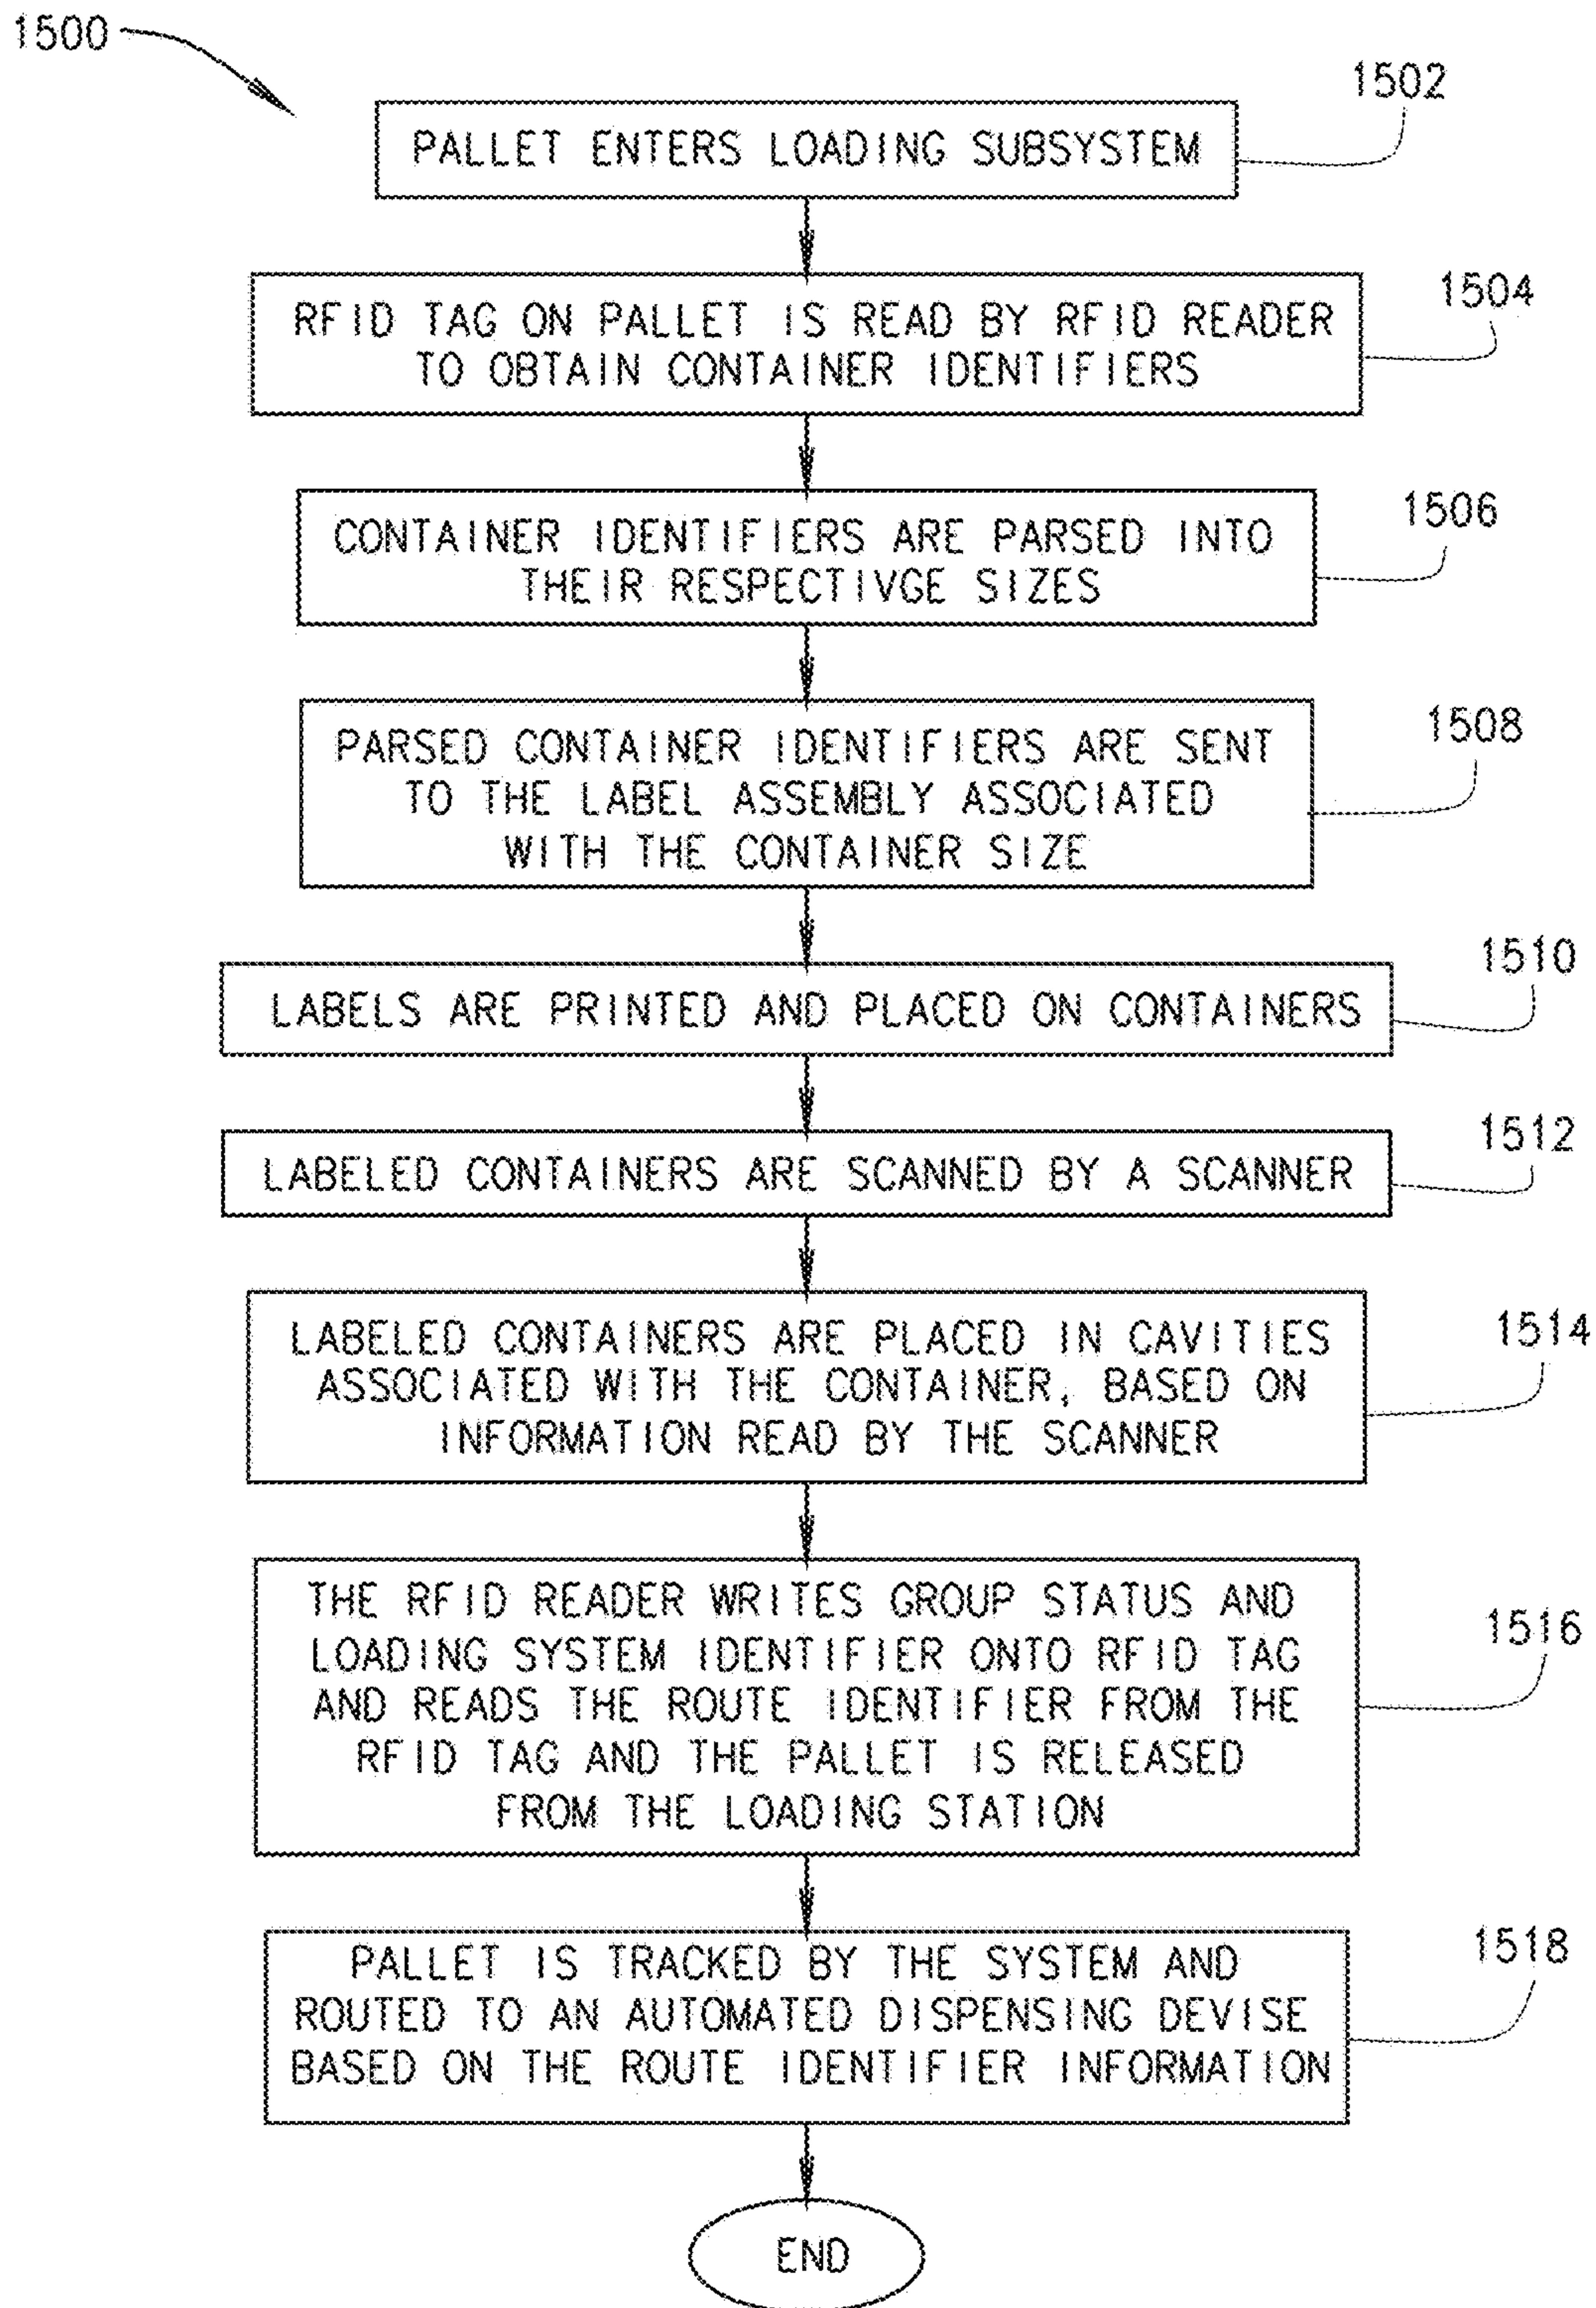 1500
1502
PALLET ENTERS LOADING SUBSYSTEM
1504
RFID TAG ON PALLET IS READ BY RFID READER
TO OBTAIN CONTAINER IDENTIFIERS
1506
CONTAINER IDENTIFIERS ARE PARSED INTO
THEIR RESPECTIVGE SIZES
1508
PARSED CONTAINER IDENTIFIERS ARE SENT
TO THE LABEL ASSEMBLY ASSOCIATED
WITH THE CONTAINER SIZE
1510
LABELS ARE PRINTED AND PLACED ON CONTAINERS
1512
LABELED CONTAINERS ARE SCANNED BY A SCANNER
1514
LABELED CONTAINERS ARE PLACED IN CAVITIES
ASSOCIATED WITH THE CONTAINER, BASED ON
INFORMATION READ BY THE SCANNER
1516
THE RFID READER WRITES GROUP STATUS AND
LOADING SYSTEM IDENTIFIER ONTO RFID TAG
AND READS THE ROUTE IDENTIFIER FROM THE
RFID TAG AND THE PALLET IS RELEASED
FROM THE LOADING STATION
1518
PALLET IS TRACKED BY THE SYSTEM AND
ROUTED TO AN AUTOMATED DISPENSING DEVISE
BASED ON THE ROUTE IDENTIFIER INFORMATION
END